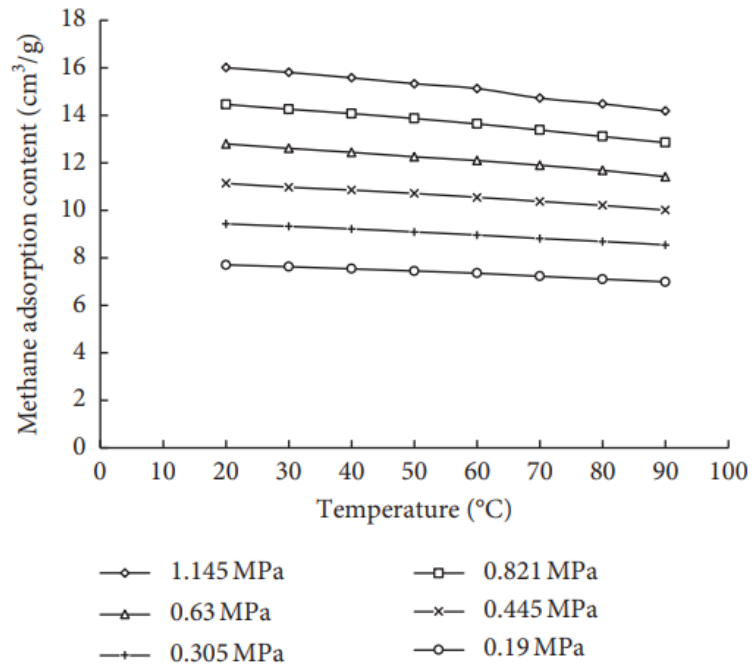 Methane adsorption content (cm³/g)
18
16
14
12
10
8
6
4
2
0
0 10 20 30 40 50 60 70 80 90 100
Temperature (°C)
1.145 MPa 0.821 MPa
0.63 MPa 0.445 MPa
0.305 MPa 0.19 MPa